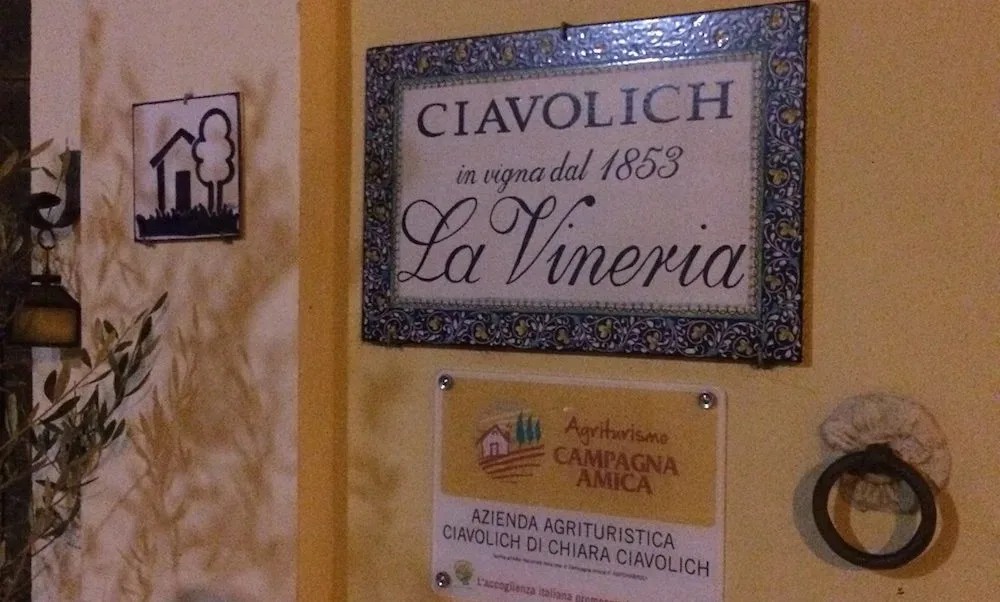 CIAVOLICH
in vigna dal 1853
La Vineria
Agriturismo
CAMPAGNA
AMICA
AZIENDA AGRITURISTICA
CIAVOLICH DI CHIARA CIAVOLICH
L'accoglienza italiana